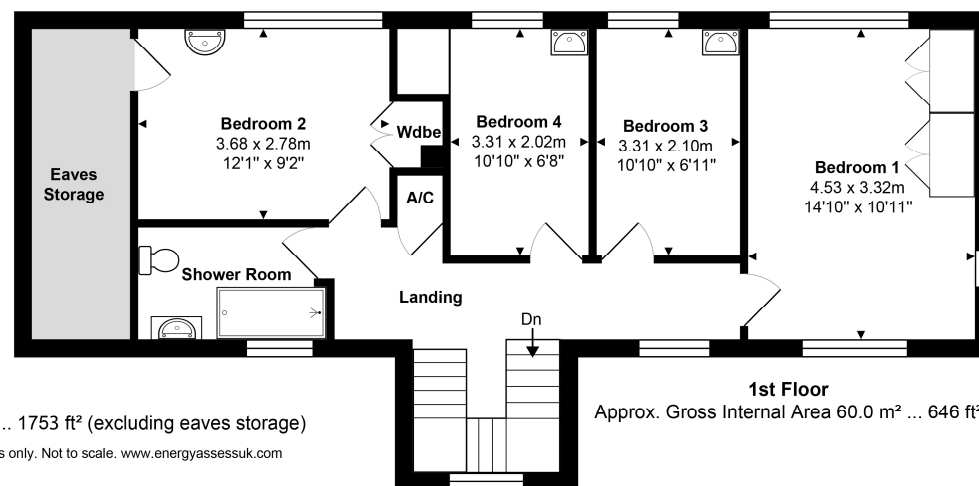 Bedroom 2
3.68 x 2.78m
12'1" x 9'2"
Wdbe
Bedroom 4
3.31 x 2.02m
10'10" x 6'8"
Bedroom 3
3.31 x 2.10m
10'10" x 6'11"
Bedroom 1
4.53 x 3.32m
14'10" x 10'11"
Eaves
Storage
A/C
Shower Room
Landing
Dn
1st Floor
Approx. Gross Internal Area 60.0 m² ... 646 ft²
.. 1753 ft² (excluding eaves storage)
s only. Not to scale. www.energyassessuk.com